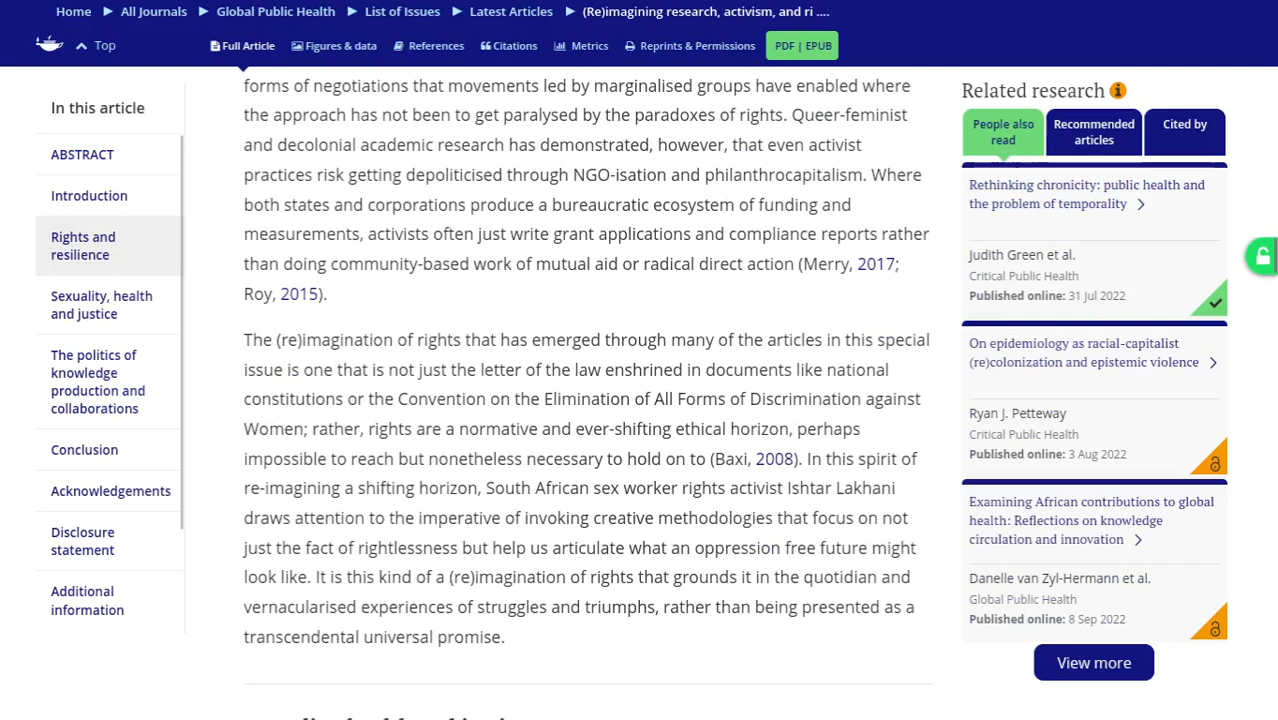 Home ▶ All Journals ▶ Global Public Health ▶ List of Issues ▶ Latest Articles ▶ (Re)imagining research, activism, and ri ....
Top
Full Article Figures & data References Citations Metrics Reprints & Permissions PDF | EPUB
In this article
ABSTRACT
Introduction
Rights and
resilience
Sexuality, health
and justice
The politics of
knowledge
production and
collaborations
Conclusion
Acknowledgements
Disclosure
statement
Additional
information
forms of negotiations that movements led by marginalised groups have enabled where
the approach has not been to get paralysed by the paradoxes of rights. Queer-feminist
and decolonial academic research has demonstrated, however, that even activist
practices risk getting depoliticised through NGO-isation and philanthrocapitalism. Where
both states and corporations produce a bureaucratic ecosystem of funding and
measurements, activists often just write grant applications and compliance reports rather
than doing community-based work of mutual aid or radical direct action (Merry, 2017;
Roy, 2015).
The (re)imagination of rights that has emerged through many of the articles in this special
issue is one that is not just the letter of the law enshrined in documents like national
constitutions or the Convention on the Elimination of All Forms of Discrimination against
Women; rather, rights are a normative and ever-shifting ethical horizon, perhaps
impossible to reach but nonetheless necessary to hold on to (Baxi, 2008). In this spirit of
re-imagining a shifting horizon, South African sex worker rights activist Ishtar Lakhani
draws attention to the imperative of invoking creative methodologies that focus on not
just the fact of rightlessness but help us articulate what an oppression free future might
look like. It is this kind of a (re)imagination of rights that grounds it in the quotidian and
vernacularised experiences of struggles and triumphs, rather than being presented as a
transcendental universal promise.
Related research
People also
read
Recommended
articles
Cited by
Rethinking chronicity: public health and
the problem of temporality
Judith Green et al.
Critical Public Health
Published online: 31 Jul 2022
On epidemiology as racial-capitalist
(re)colonization and epistemic violence
Ryan J. Petteway
Critical Public Health
Published online: 3 Aug 2022
Examining African contributions to global
health: Reflections on knowledge
circulation and innovation
Danelle van Zyl-Hermann et al.
Global Public Health
Published online: 8 Sep 2022
View more